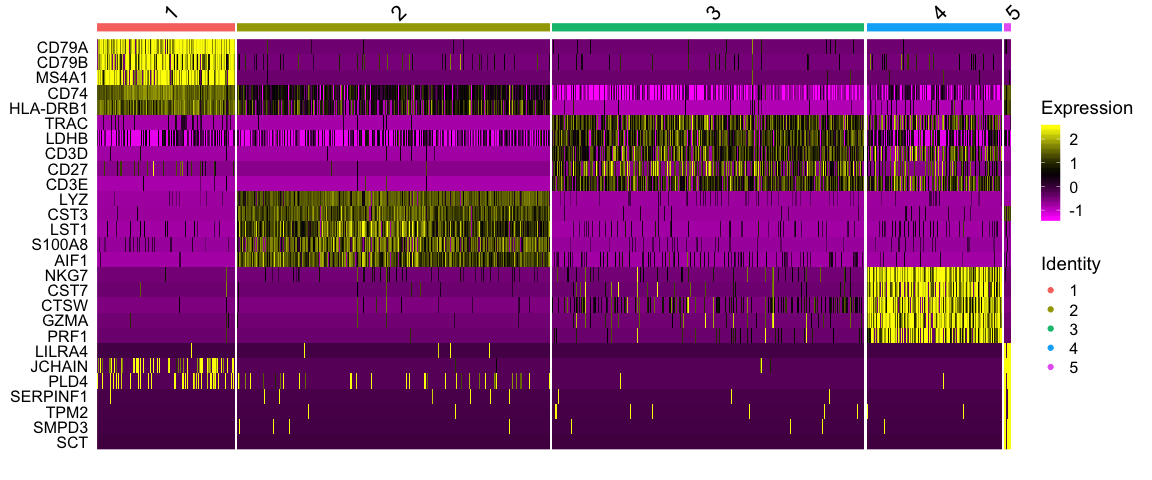 1 2 3 4 5
CD79A
CD79B
MS4A1
CD74
HLA-DRB1
TRAC
LDHB
CD3D
CD27
CD3E
LYZ
CST3
LST1
S100A8
AIF1
NKG7
CST7
CTSW
GZMA
PRF1
LILRA4
JCHAIN
PLD4
SERPINF1
TPM2
SMPD3
SCT
Expression
2
1
0
-1
Identity
1
2
3
4
5